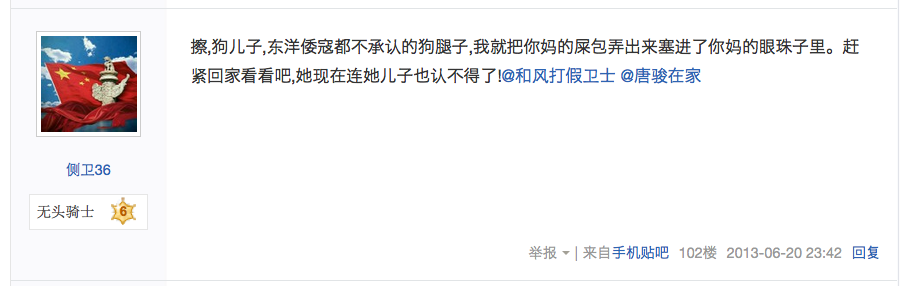 擦,狗儿子,东洋倭寇都不承认的狗腿子,我就把你妈的屎包弄出来塞进了你妈的眼珠子里。赶
紧回家看看吧,她现在连她儿子也认不得了!@和风打假卫士 @唐骏在家
侧卫36
无头骑士 6
举报 | 来自手机贴吧 102楼 2013-06-20 23:42 回复